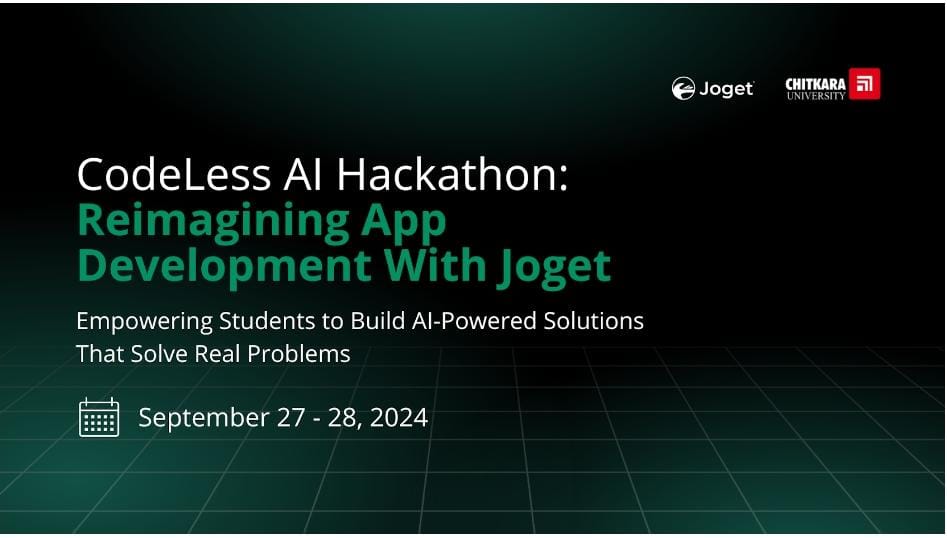 Joget
CHITKARA
UNIVERSITY
CodeLess AI Hackathon:
Reimagining App
Development With Joget
Empowering Students to Build AI-Powered Solutions
That Solve Real Problems
September 27 - 28, 2024